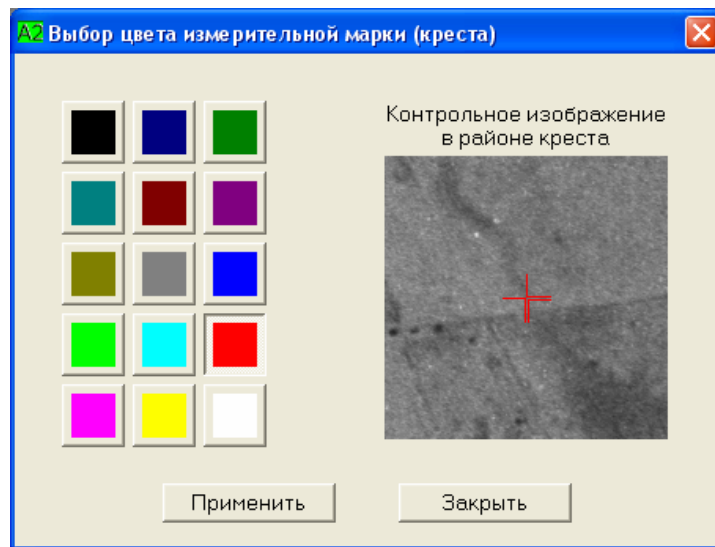 A2 Выбор цвета измерительной марки (креста)
Контрольное изображение
в районе креста
Применить
Закрыть